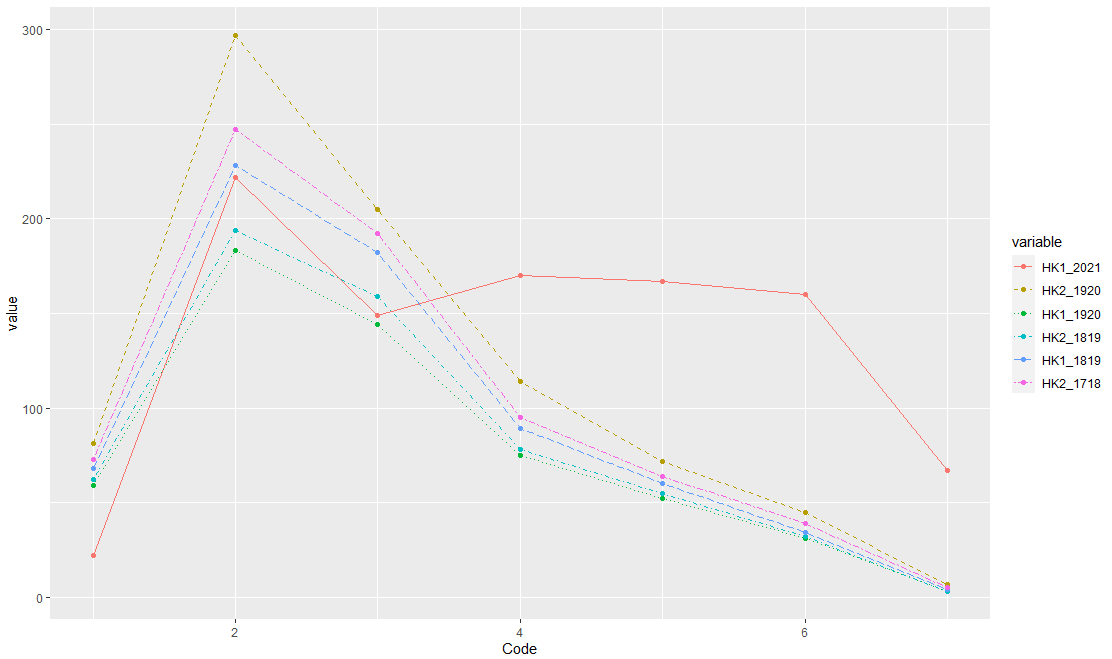 300
200
100
0
value
2
4
6
Code
variable
HK1_2021
HK2_1920
HK1_1920
HK2_1819
HK1_1819
HK2_1718